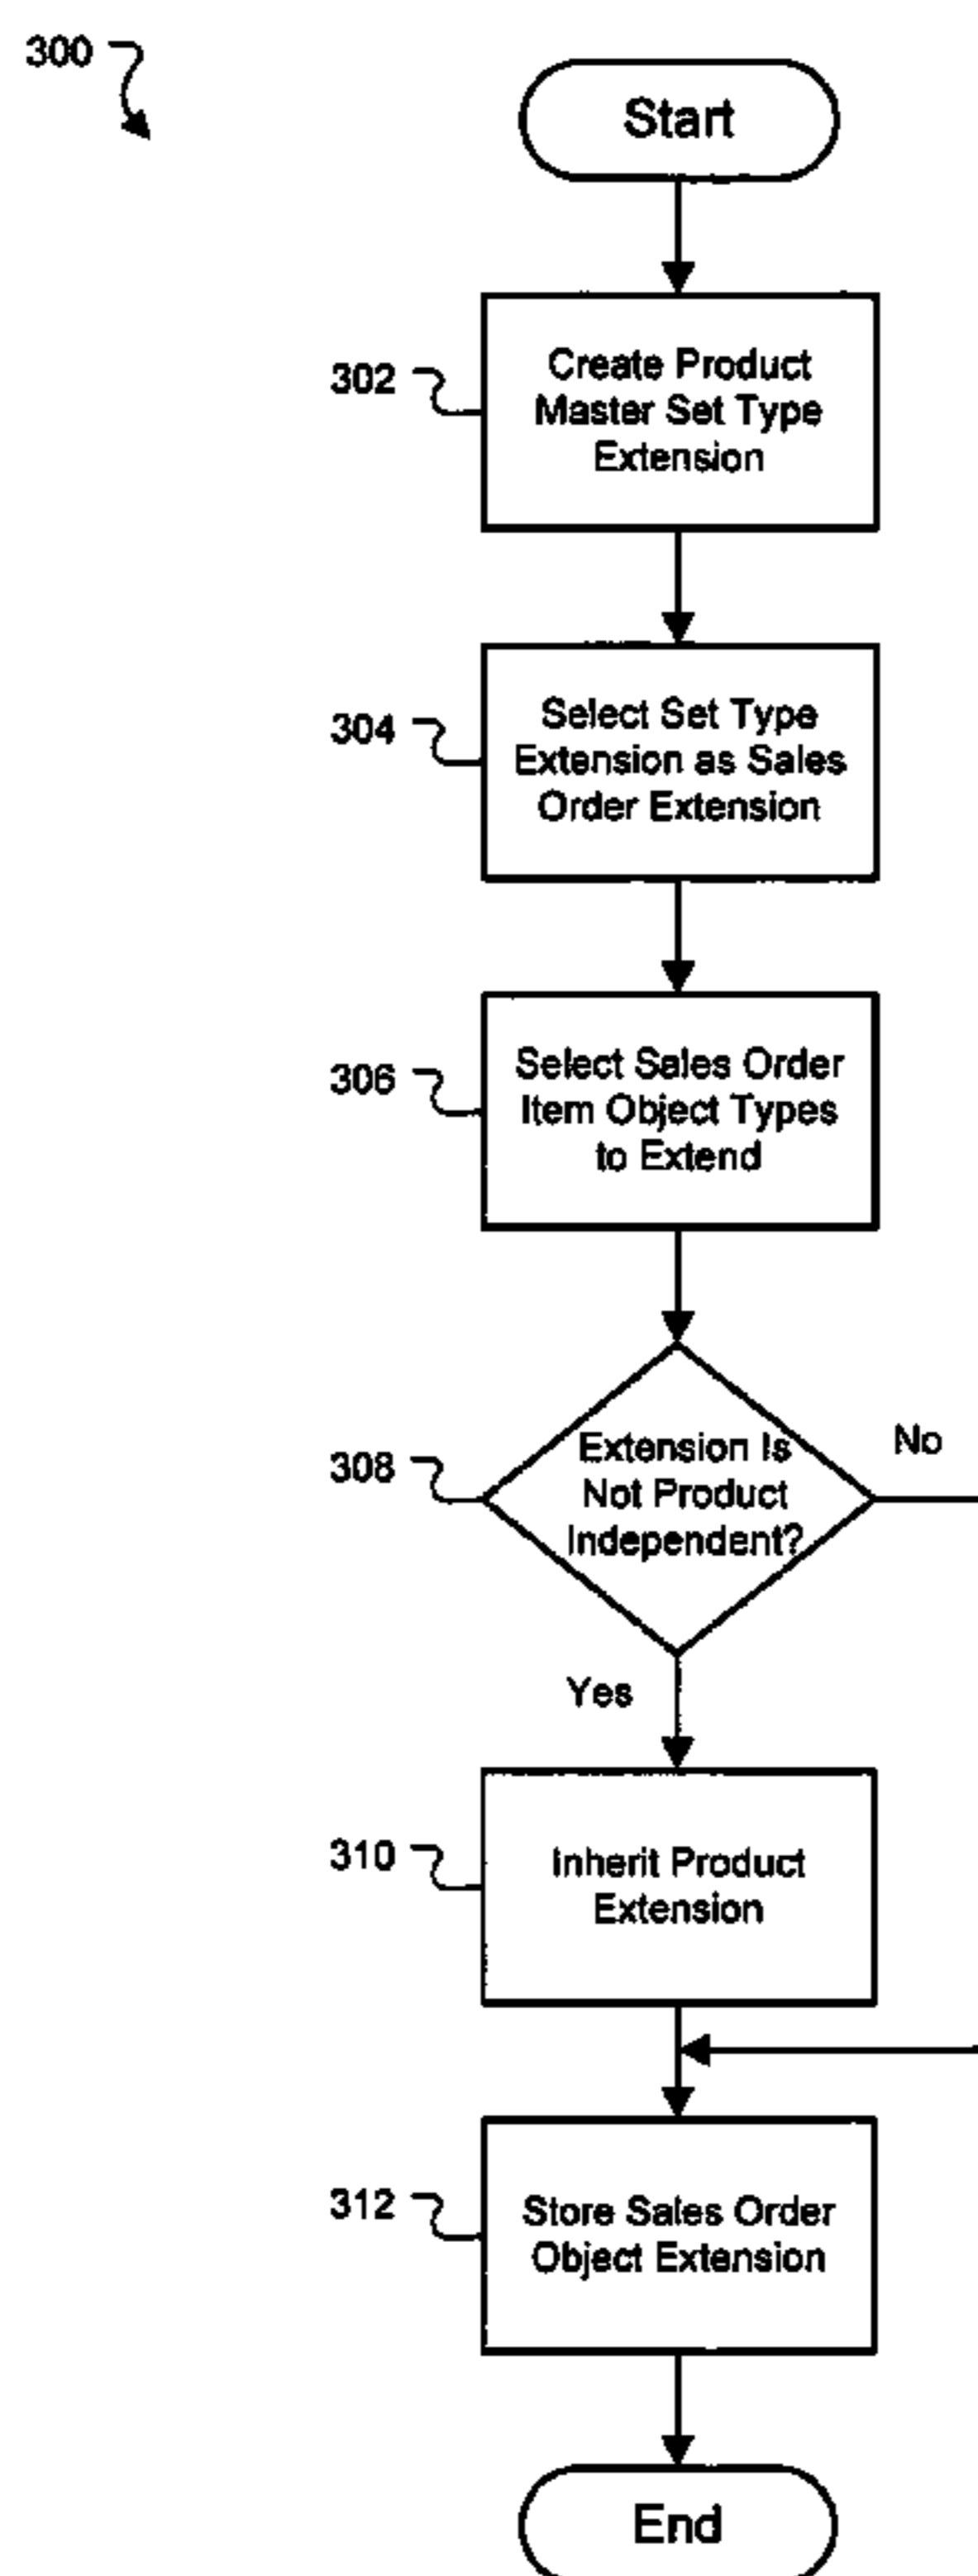 300
Start
302
Create Product
Master Set Type
Extension
304
Select Set Type
Extension as Sales
Order Extension
306
Select Sales Order
Item Object Types
to Extend
308
Extension Is
Not Product
Independent?
No
Yes
310
Inherit Product
Extension
312
Store Sales Order
Object Extension
End